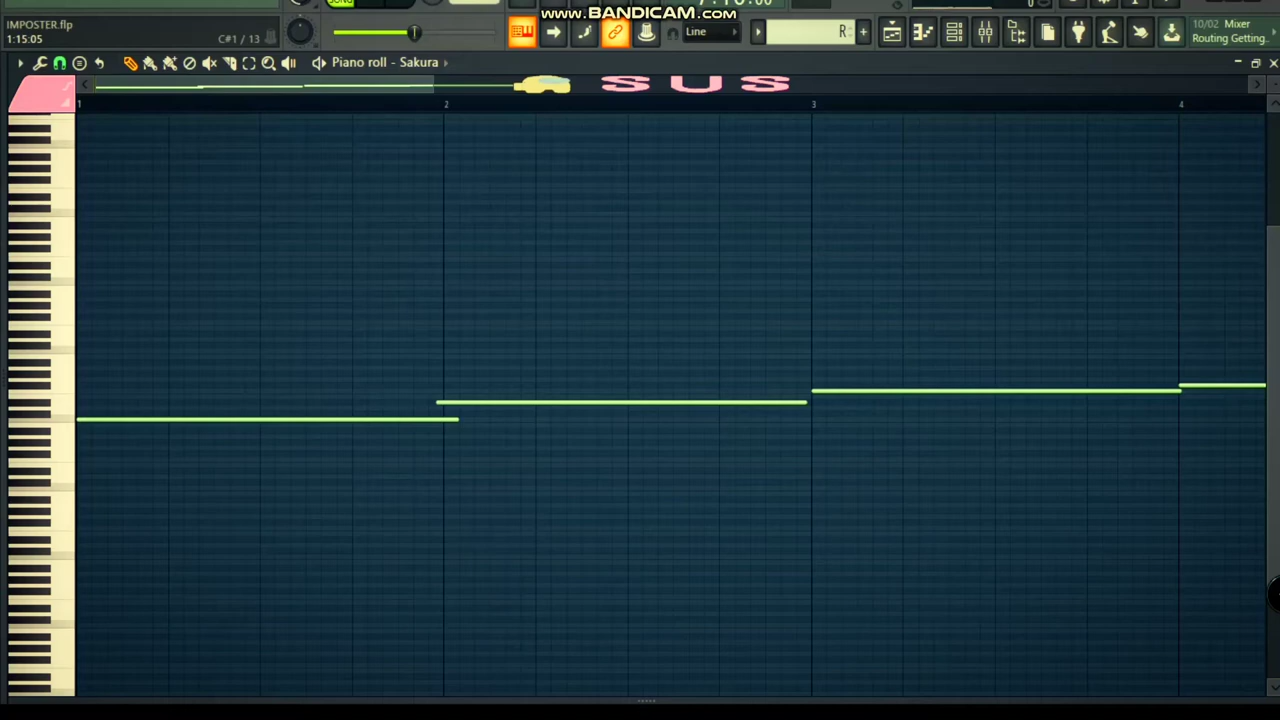 SONG
www.BANDICAM.com
IMPOSTER.flp
1:15:05
C#1 / 13
Line
R
10/02 Mixer
Routing Getting..
Piano roll - Sakura
S U S
1
2
3
4